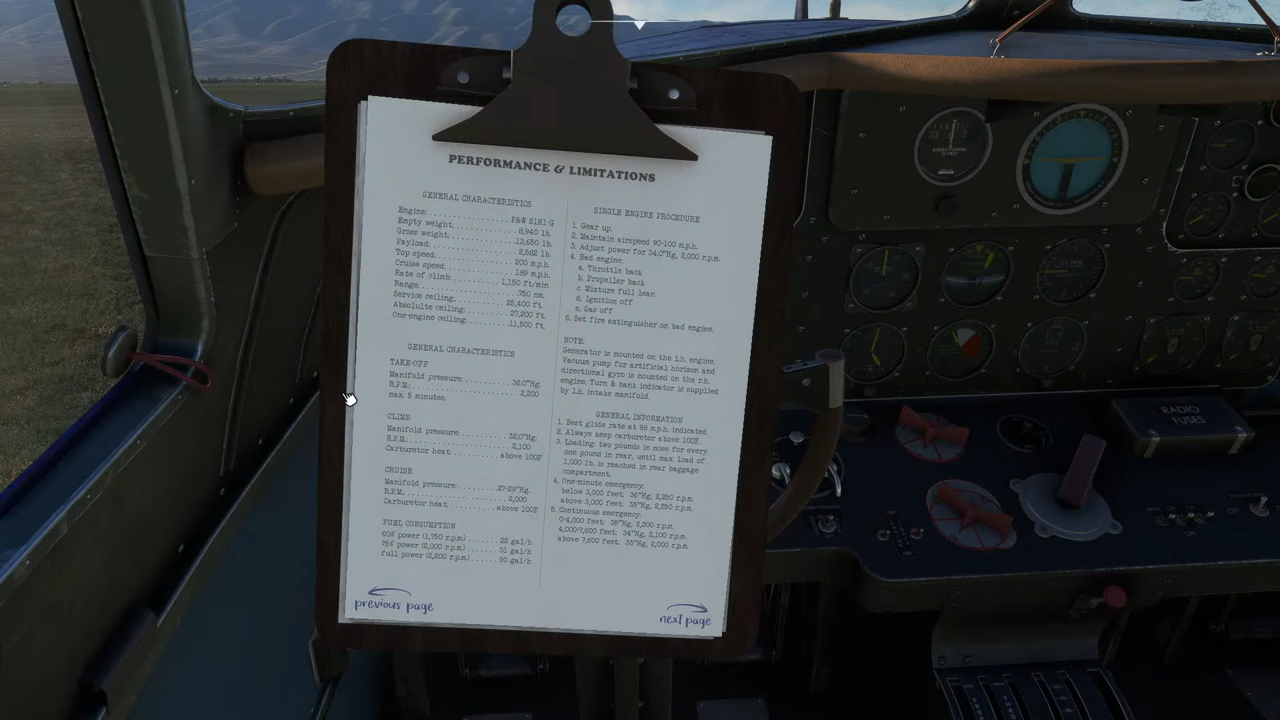 PERFORMANCE & LIMITATIONS
GENERAL CHARACTERISTICS
Engine: P&W S1H1-G
Empty weight: 8,940 lb.
Gross weight: 13,650 lb.
Payload: 2,582 lb.
Top speed: 200 m.p.h.
Cruise speed: 189 m.p.h.
Rate of climb: 1,150 ft/min
Range: 750 nm.
Service ceiling: 25,400 ft.
Absolulte ceiling: 27,200 ft.
One-engine ceiling: 11,500 ft.
GENERAL CHARACTERISTICS
TAKE-OFF
Manifold pressure: 36.0"Hg.
R.P.M.: 2,200
max. 5 minutes.
CLIMB
Manifold pressure: 32.0"Hg.
R.P.M.: 2,100
Carburetor heat: above 100F
CRUISE
Manifold pressure: 27-29"Hg.
R.P.M.: 2,000
Carburetor heat: above 100F
FUEL CONSUMPTION
60% power (1,750 r.p.m.) 22 gal/h
75% power (2,000 r.p.m.) 31 gal/h
full power (2,200 r.p.m.) 50 gal/h
SINGLE ENGINE PROCEDURE
1. Gear up.
2. Maintain airspeed 90-100 m.p.h.
3. Adjust power for 34.0"Hg, 2,000 r.p.m.
4. Bad engine:
a. Throttle back
b. Propeller back
c. Mixture full lean
d. Ignition off
e. Gas off
6. Set fire extinguisher on bad engine.
NOTE:
Generator is mounted on the l.h. engine.
Vacuum pump for artificial horison and
directional gyro is mounted on the r.h.
engine. Turn & bank indicator is supplied
by l.h. intake manifold.
GENERAL INFORMATION
1. Best glide rate at 98 m.p.h. indicated
2. Always keep carburetor above 100F.
3. Loading: two pounds in nose for every
one pound in rear, until max. load of
1,000 lb. is reached in rear baggage
compartment.
4. One-minute emergency:
below 3,000 feet: 36"Hg, 2,250 r.p.m.
above 3,000 feet: 35"Hg, 2,250 r.p.m.
5. Continuous emergency:
0-4,000 feet: 35"Hg, 2,200 r.p.m.
4,000-7,600 feet: 34"Hg, 2,100 r.p.m.
above 7,600 feet: 33"Hg, 2,000 r.p.m.
previous page
next page
DIRECTIONAL
GYRO
CLIMB
RADIO
FUSES